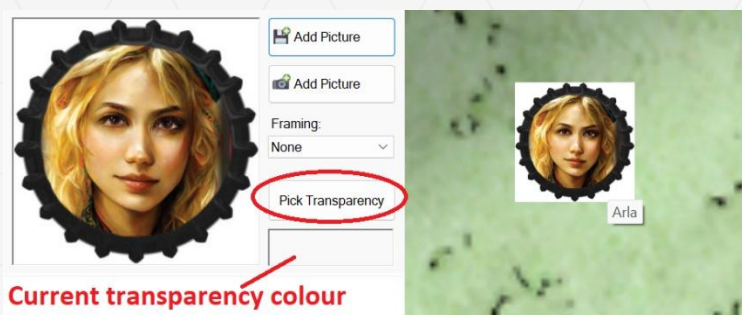 Add Picture
Add Picture
Framing:
None
Pick Transparency
Current transparency colour
Arla